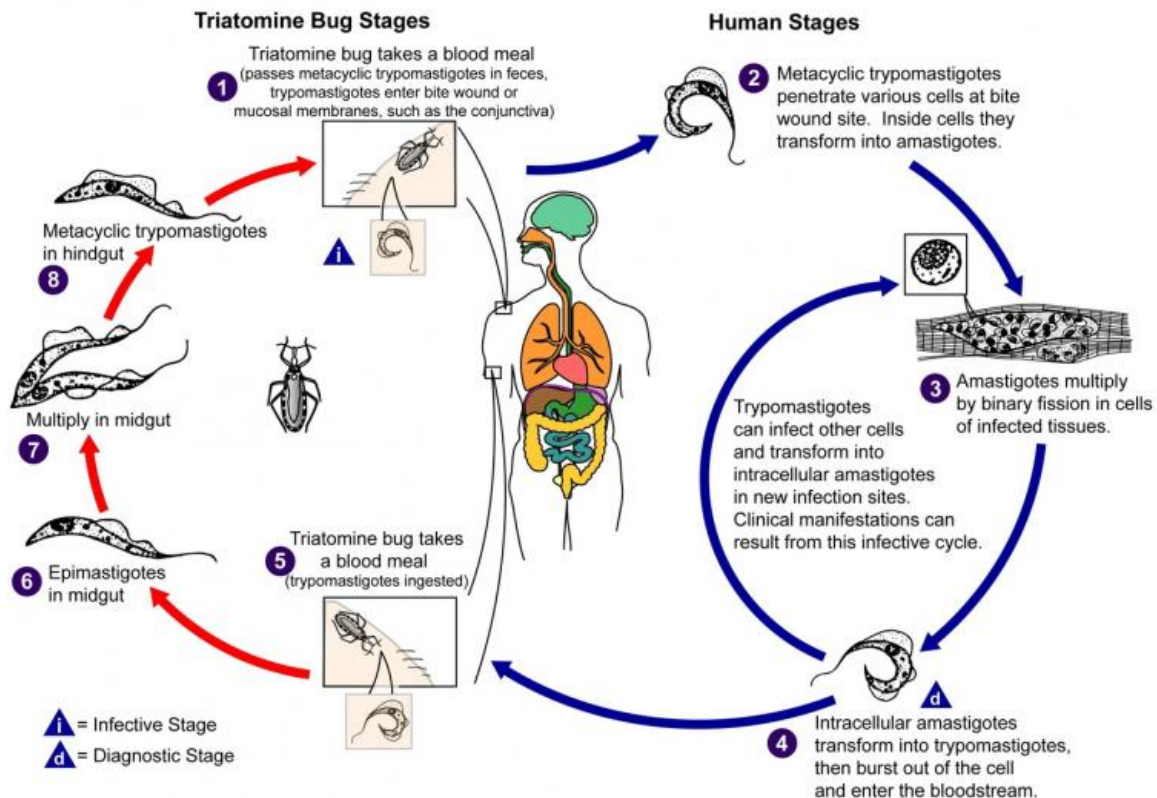 Triatomine Bug Stages
Human Stages
1
Triatomine bug takes a blood meal
(passes metacyclic trypomastigotes in feces,
trypomastigotes enter bite wound or
mucosal membranes, such as the conjunctiva)
i
2
Metacyclic trypomastigotes
penetrate various cells at bite
wound site. Inside cells they
transform into amastigotes.
3
Amastigotes multiply
by binary fission in cells
of infected tissues.
Trypomastigotes
can infect other cells
and transform into
intracellular amastigotes
in new infection sites.
Clinical manifestations can
result from this infective cycle.
d
4
Intracellular amastigotes
transform into trypomastigotes,
then burst out of the cell
and enter the bloodstream.
5
Triatomine bug takes
a blood meal
(trypomastigotes ingested)
6
Epimastigotes
in midgut
Multiply in midgut
7
Metacyclic trypomastigotes
in hindgut
8
i = Infective Stage
d = Diagnostic Stage